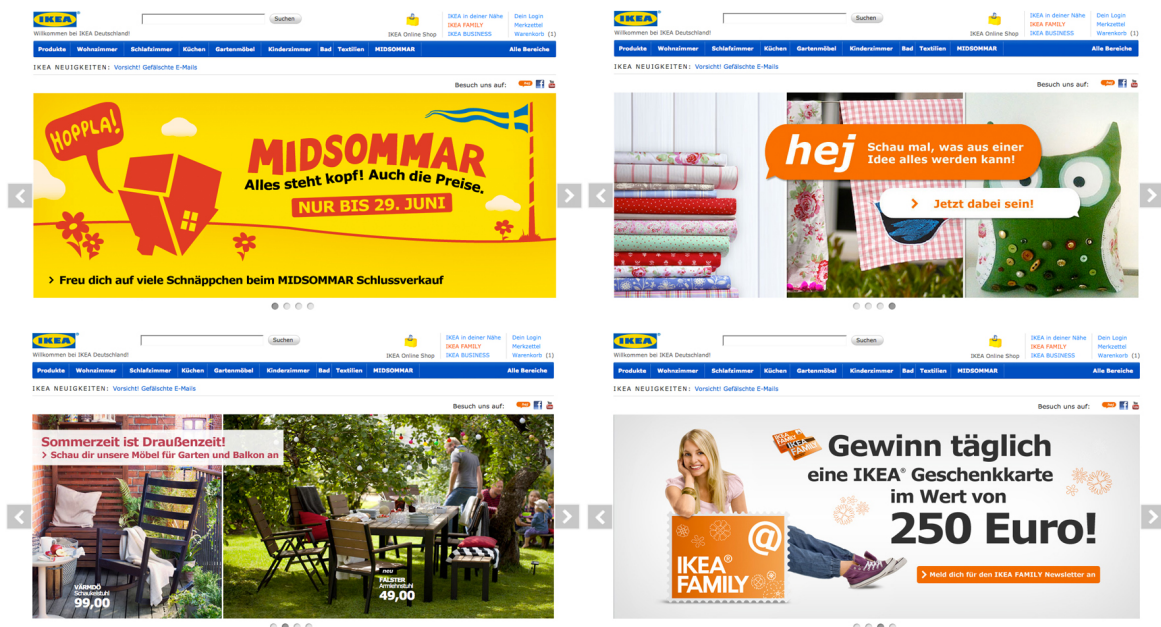 IKEA
Suchen
Willkommen bei IKEA Deutschland!
IKEA Online Shop
IKEA in deiner Nähe
IKEA FAMILY
IKEA BUSINESS
Dein Login
Merkzettel
Warenkorb (1)
Produkte Wohnzimmer Schlafzimmer Küchen Gartenmöbel Kinderzimmer Bad Textilien MIDSOMMAR Alle Bereiche
IKEA NEUIGKEITEN: Vorsicht! Gefälschte E-Mails
Besuch uns auf:
HOPPLA!
MIDSOMMAR
Alles steht kopf! Auch die Preise.
NUR BIS 29. JUNI
Freu dich auf viele Schnäppchen beim MIDSOMMAR Schlussverkauf
IKEA
Suchen
Willkommen bei IKEA Deutschland!
IKEA Online Shop
IKEA in deiner Nähe
IKEA FAMILY
IKEA BUSINESS
Dein Login
Merkzettel
Warenkorb (1)
Produkte Wohnzimmer Schlafzimmer Küchen Gartenmöbel Kinderzimmer Bad Textilien MIDSOMMAR Alle Bereiche
IKEA NEUIGKEITEN: Vorsicht! Gefälschte E-Mails
Besuch uns auf:
hej
Schau mal, was aus einer
Idee alles werden kann!
Jetzt dabei sein!
IKEA
Suchen
Willkommen bei IKEA Deutschland!
IKEA Online Shop
IKEA in deiner Nähe
IKEA FAMILY
IKEA BUSINESS
Dein Login
Merkzettel
Warenkorb (1)
Produkte Wohnzimmer Schlafzimmer Küchen Gartenmöbel Kinderzimmer Bad Textilien MIDSOMMAR Alle Bereiche
IKEA NEUIGKEITEN: Vorsicht! Gefälschte E-Mails
Besuch uns auf:
Sommerzeit ist Draußenzeit!
Schau dir unsere Möbel für Garten und Balkon an
VÄRMDÖ
Schaukelstuhl
99,00
neu
FALSTER
Armlehnstuhl
49,00
IKEA
Suchen
Willkommen bei IKEA Deutschland!
IKEA Online Shop
IKEA in deiner Nähe
IKEA FAMILY
IKEA BUSINESS
Dein Login
Merkzettel
Warenkorb (1)
Produkte Wohnzimmer Schlafzimmer Küchen Gartenmöbel Kinderzimmer Bad Textilien MIDSOMMAR Alle Bereiche
IKEA NEUIGKEITEN: Vorsicht! Gefälschte E-Mails
Besuch uns auf:
IKEA
FAMILY
Gewinn täglich
eine IKEA® Geschenkkarte
im Wert von
250 Euro!
@
IKEA®
FAMILY
Meld dich für den IKEA FAMILY Newsletter an